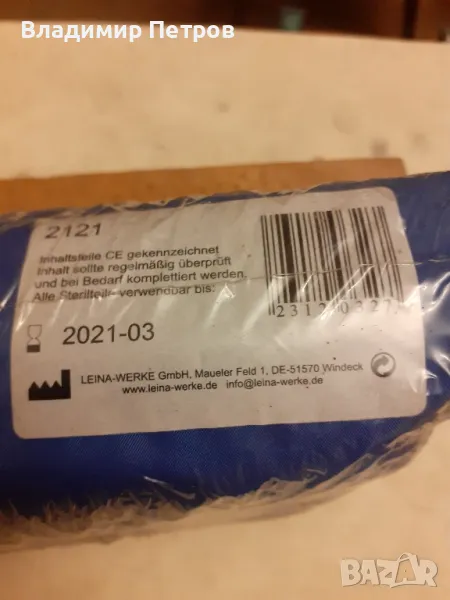 Владимир Петров
2121
Inhaltsteile CE gekennzeichnet
Inhalt sollte regelmäßig überprüft
und bei Bedarf komplettiert werden.
Alle Sterilteile verwendbar bis:
2021-03
LEINA-WERKE GmbH, Maueler Feld 1, DE-51570 Windeck
www.leina-werke.de info@leina-werke.de
BAZAR.bg